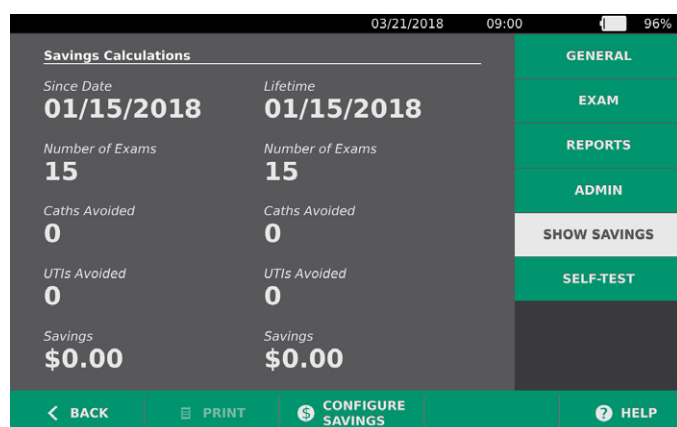 03/21/2018 09:00 96%
Savings Calculations
Since Date Lifetime
01/15/2018 01/15/2018
Number of Exams Number of Exams
15 15
Caths Avoided Caths Avoided
0 0
UTIs Avoided UTIs Avoided
0 0
Savings Savings
$0.00 $0.00
GENERAL
EXAM
REPORTS
ADMIN
SHOW SAVINGS
SELF-TEST
BACK PRINT $ CONFIGURE
SAVINGS
? HELP